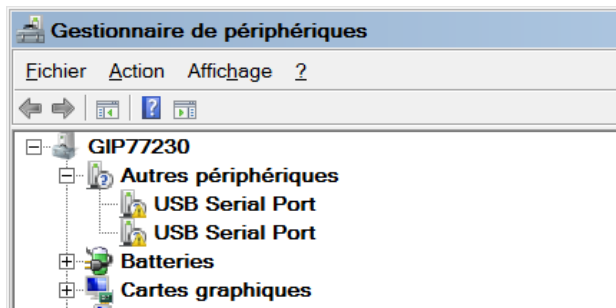 Gestionnaire de périphériques
Fichier Action Affichage ?
?
GIP77230
Autres périphériques
USB Serial Port
USB Serial Port
Batteries
Cartes graphiques